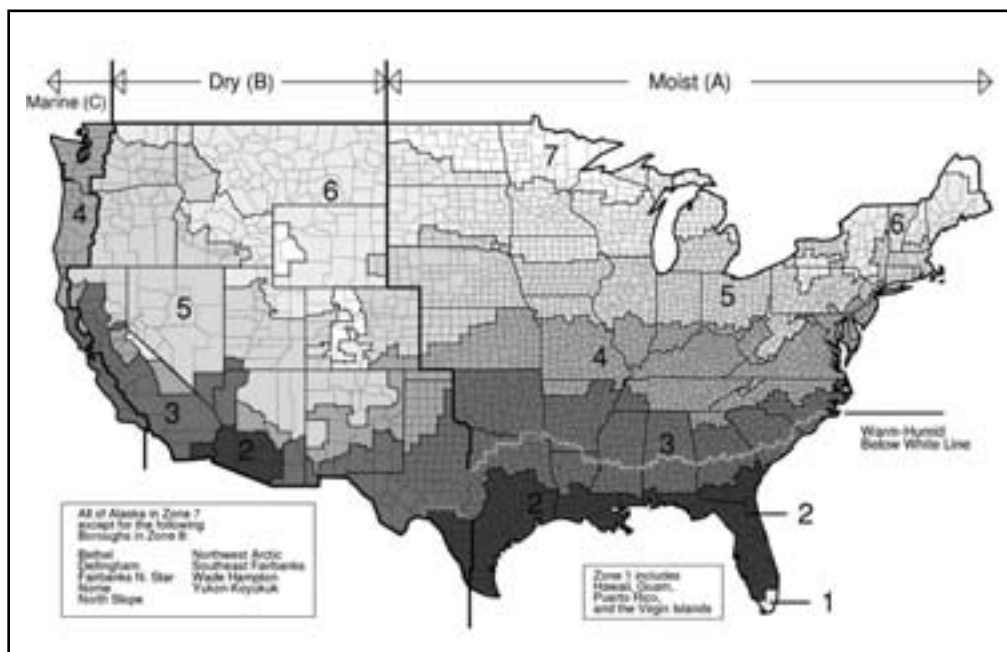 Dry (B)
Moist (A)
Marine (C)
7
6
6
4
5
5
4
3
3
Warm-Humid
Below White Line
2
2
2
1
All of Alaska in Zone 7
except for the following
Boroughs in Zone 8:
Bethel Northwest Arctic
Dellingham Southeast Fairbanks
Fairbanks N. Star Wade Hampton
Nome Yukon-Koyukuk
North Slope
Zone 1 includes
Hawaii, Guam,
Puerto Rico,
and the Virgin Islands